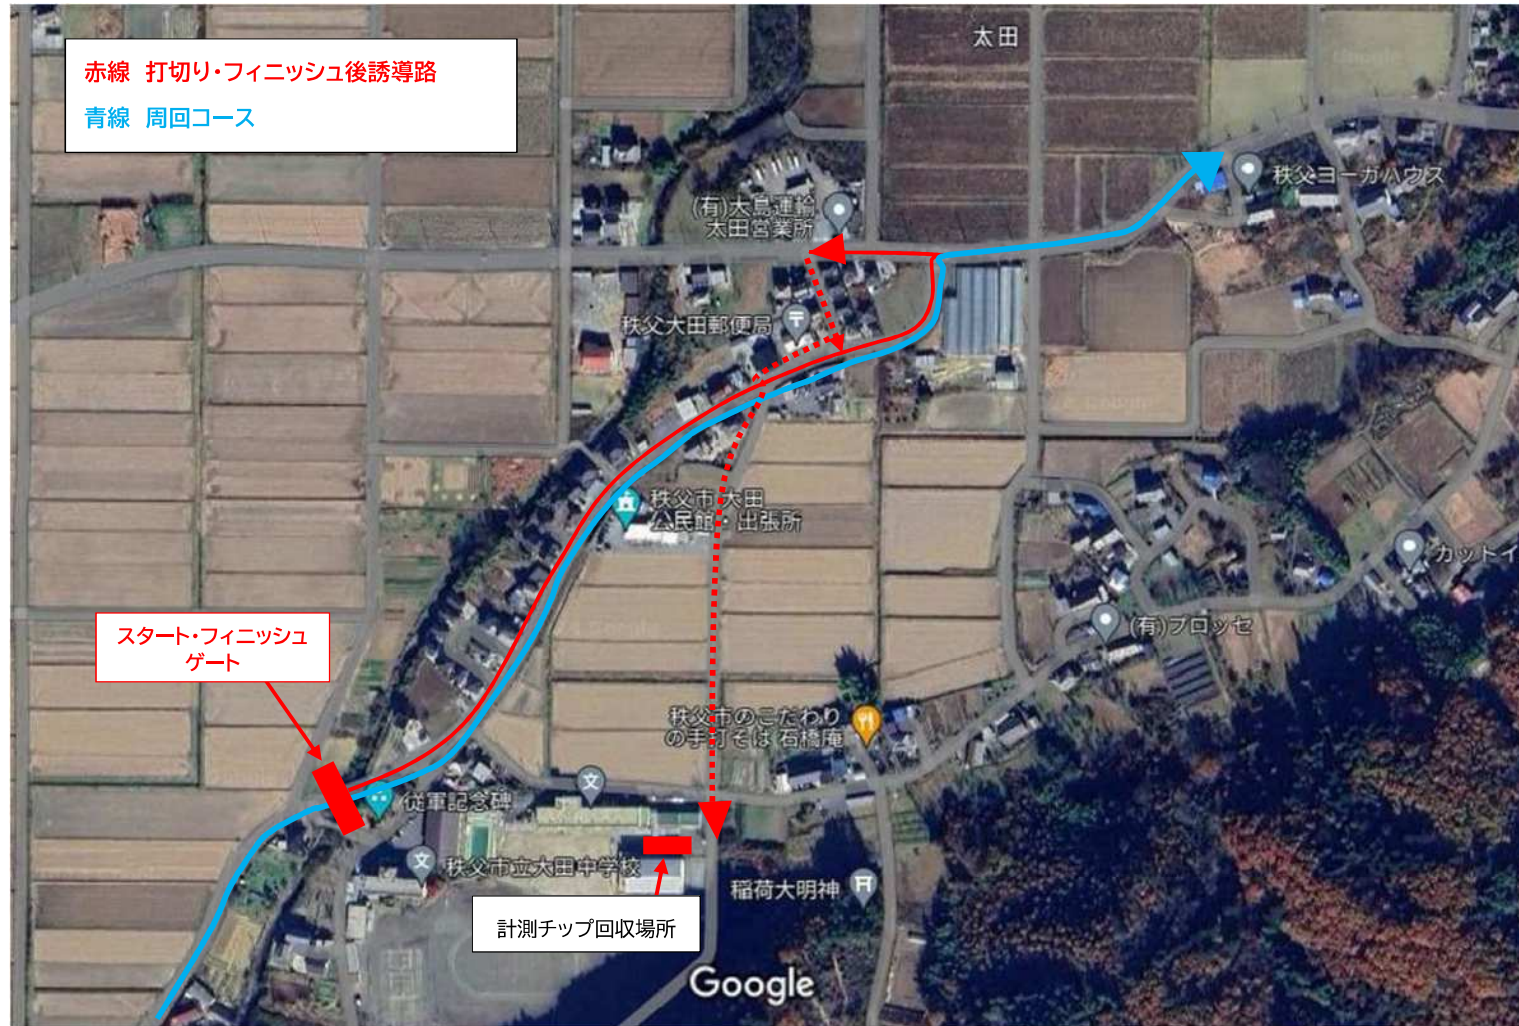 赤線 打切り・フィニッシュ後誘導路
青線 周回コース
太田
秩父ヨーガハウス
(有)大島運輸
太田営業所
秩父大田郵便局
秩父市 大田
公民館・出張所
カットイ
(有)プロッセ
スタート・フィニッシュ
ゲート
秩父市のこだわり
の手打そば 石橋庵
文
従軍記念碑
文
秩父市立大田中学校
稲荷大明神
計測チップ回収場所
Google